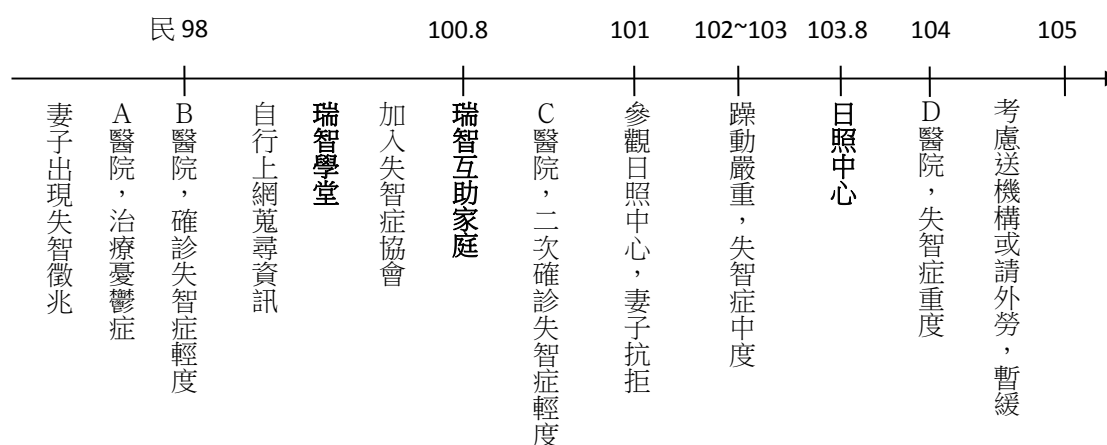 民 98
100.8
101
102~103
103.8
104
105
妻子出現失智徵兆
A醫院，治療憂鬱症
B醫院，確診失智症輕度
自行上網蒐尋資訊
瑞智學堂
加入失智症協會
瑞智互助家庭
C醫院，二次確診失智症輕度
參觀日照中心，妻子抗拒
躁動嚴重，失智症中度
日照中心
D醫院，失智症重度
考慮送機構或請外勞，暫緩